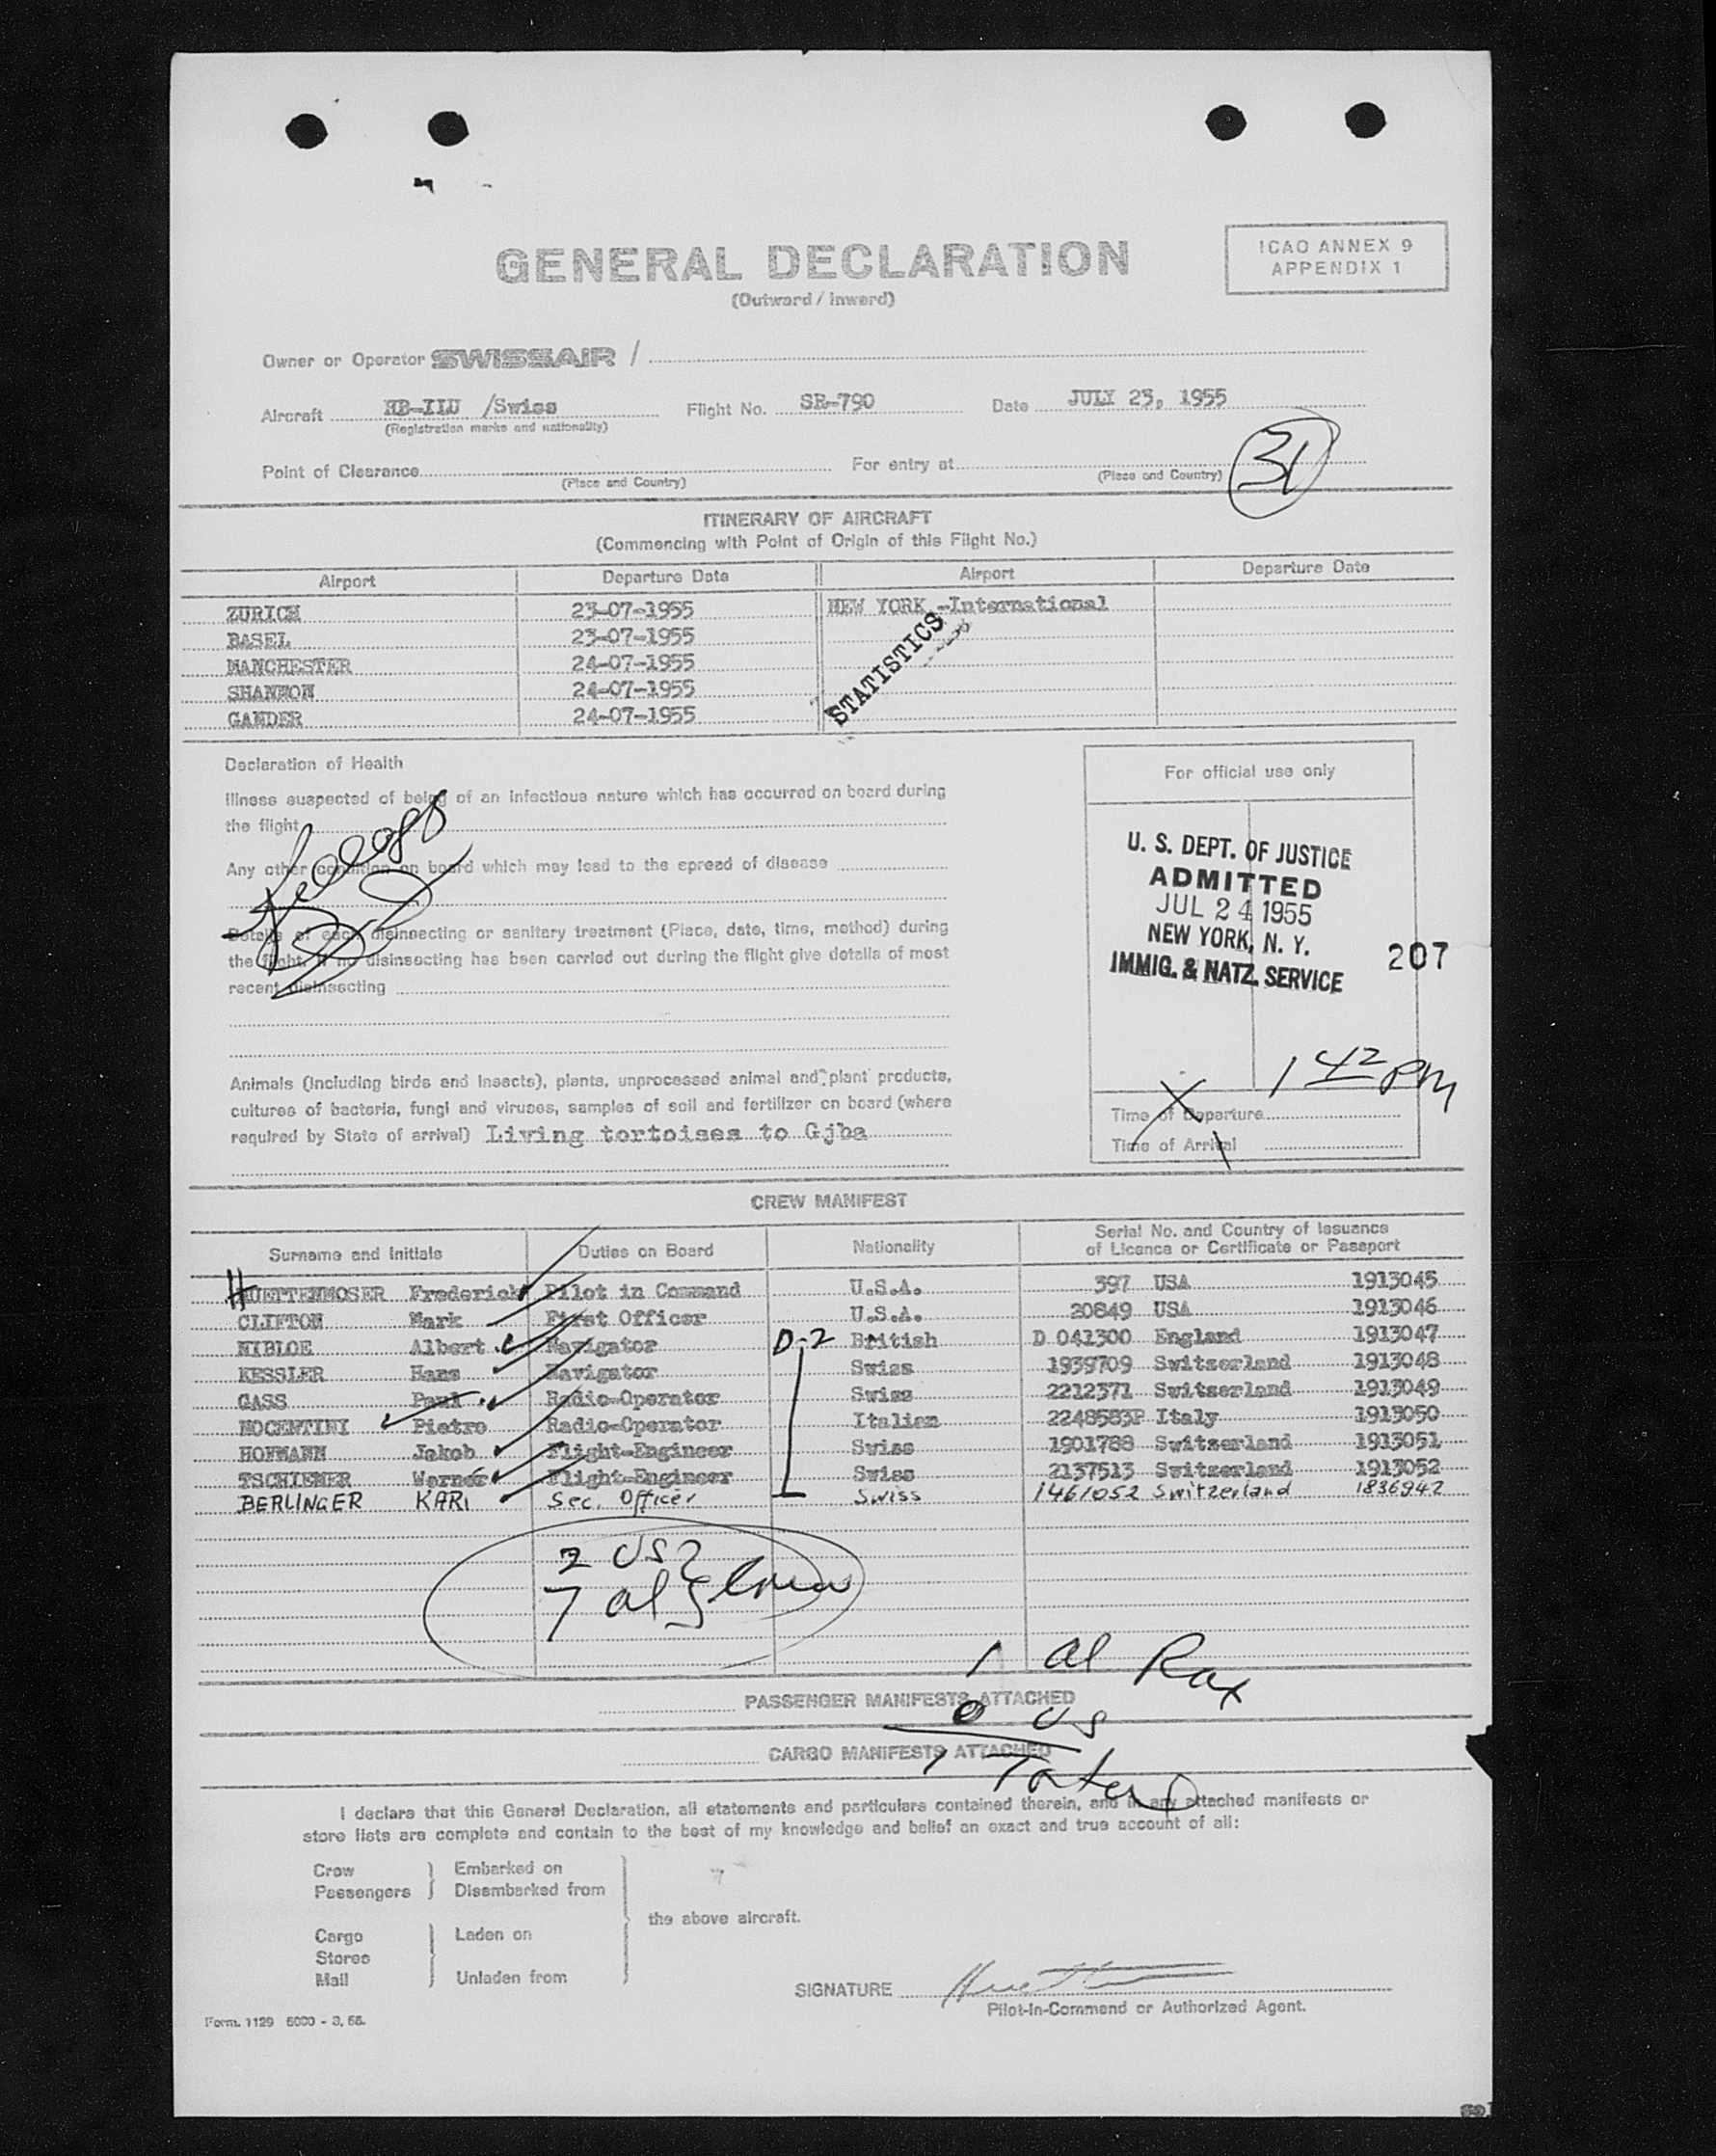 GENERAL DECLARATION
(Outward / Inward)
ICAO ANNEX 9
APPENDIX 1
Owner or Operator SWISSAIR /
Aircraft HB-ILU /Swiss Flight No. SR-790 Date JULY 23, 1955
(Registration marks and nationality)
Point of Clearance For entry at
(Place and Country) (Place and Country)
31
ITINERARY OF AIRCRAFT
(Commencing with Point of Origin of this Flight No.)
Airport Departure Date Airport Departure Date
ZURICH 23-07-1955 NEW YORK -International
BASEL 23-07-1955
MANCHESTER 24-07-1955
SHANNON 24-07-1955
GANDER 24-07-1955
STATISTICS
Declaration of Health
Illness suspected of being of an infectious nature which has occurred on board during
the flight
Any other condition on board which may lead to the spread of disease
Details of each disinsecting or sanitary treatment (Place, date, time, method) during
the flight. If no disinsecting has been carried out during the flight give details of most
recent disinsecting
Animals (Including birds and insects), plants, unprocessed animal and plant products,
cultures of bacteria, fungi and viruses, samples of soil and fertilizer on board (where
required by State of arrival) Living tortoises to Gjba
For official use only
U. S. DEPT. OF JUSTICE
ADMITTED
JUL 24 1955
NEW YORK, N. Y.
IMMIG. & NATZ. SERVICE
207
1 42 PM
Time of Departure
Time of Arrival
CREW MANIFEST
Surname and Initials Duties on Board Nationality Serial No. and Country of Issuance
of Licence or Certificate or Passport
HUETTENMOSER Frederick Pilot in Command U.S.A. 397 USA 1913045
CLIFTON Mark First Officer U.S.A. 20849 USA 1913046
NIBLOE Albert Navigator D-2 British D 041300 England 1913047
KESSLER Hans Navigator Swiss 1939709 Switzerland 1913048
GASS Paul Radio-Operator Swiss 2212371 Switzerland 1913049
NOCENTINI Pietro Radio-Operator Italian 2248583P Italy 1913050
HOFMANN Jakob Flight-Engineer Swiss 1901788 Switzerland 1913051
TSCHIEMER Werner Flight-Engineer Swiss 2137513 Switzerland 1913052
BERLINGER KARI Sec. Officer Swiss 1461052 Switzerland 1836942
2 US
7 al } Crew
1 al Pax
PASSENGER MANIFESTS ATTACHED
0 US
CARGO MANIFESTS ATTACHED
1
I declare that this General Declaration, all statements and particulars contained therein, and in any attached manifests or
store lists are complete and contain to the best of my knowledge and belief an exact and true account of all:
Crew Embarked on
Passengers Disembarked from
the above aircraft.
Cargo Laden on
Stores
Mail Unladen from
SIGNATURE
Pilot-in-Command or Authorized Agent.
Form. 1129 5000 - 3.55.